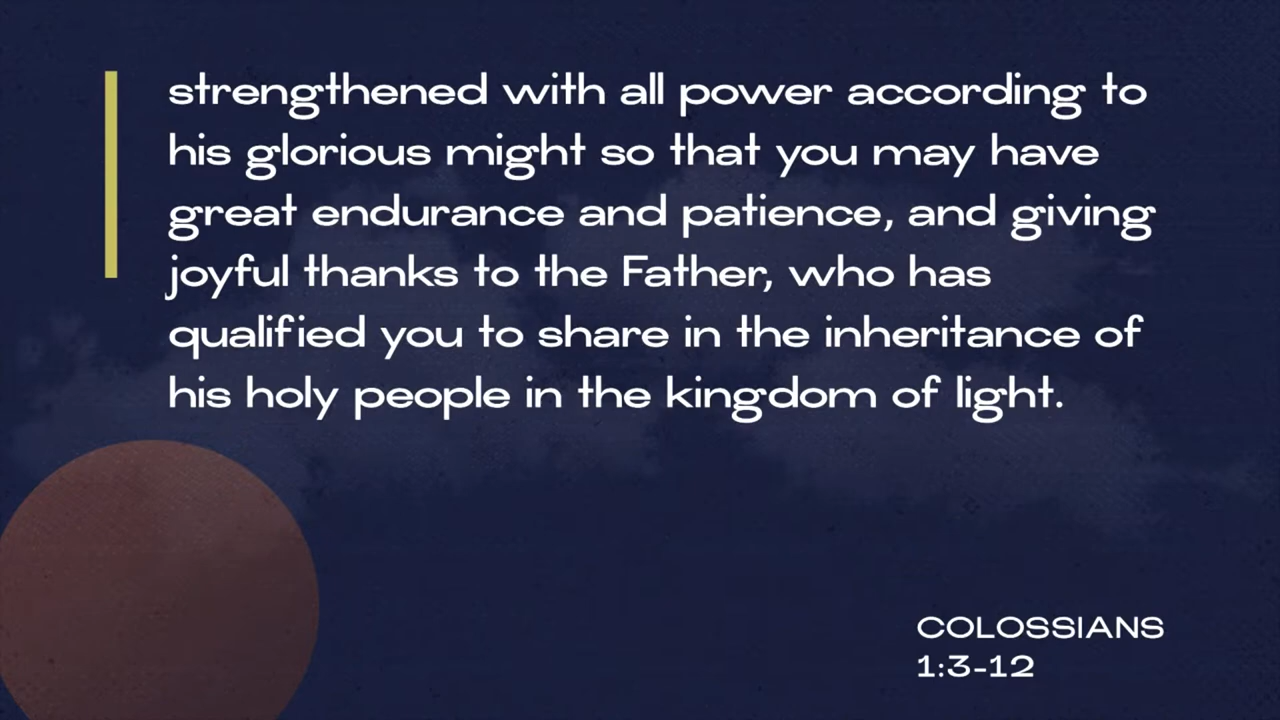 strengthened with all power according to
his glorious might so that you may have
great endurance and patience, and giving
joyful thanks to the Father, who has
qualified you to share in the inheritance of
his holy people in the kingdom of light.
COLOSSIANS
1:3-12